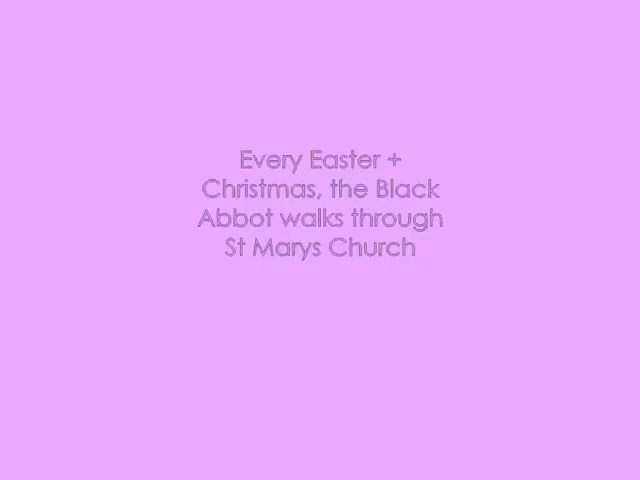 Every Easter +
Christmas, the Black
Abbot walks through
St Marys Church